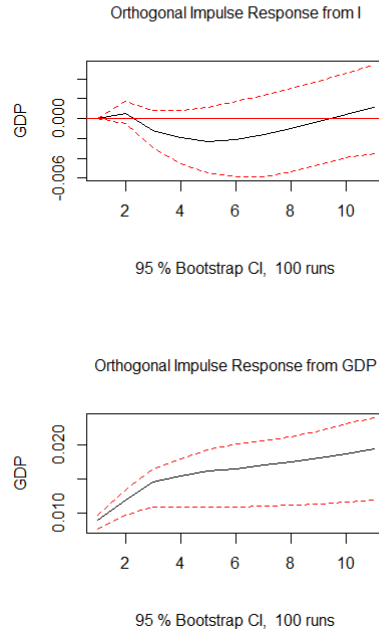 Orthogonal Impulse Response from I
GDP
0.000
-0.006
2 4 6 8 10
95 % Bootstrap CI, 100 runs
Orthogonal Impulse Response from GDP
GDP
0.020
0.010
2 4 6 8 10
95 % Bootstrap CI, 100 runs